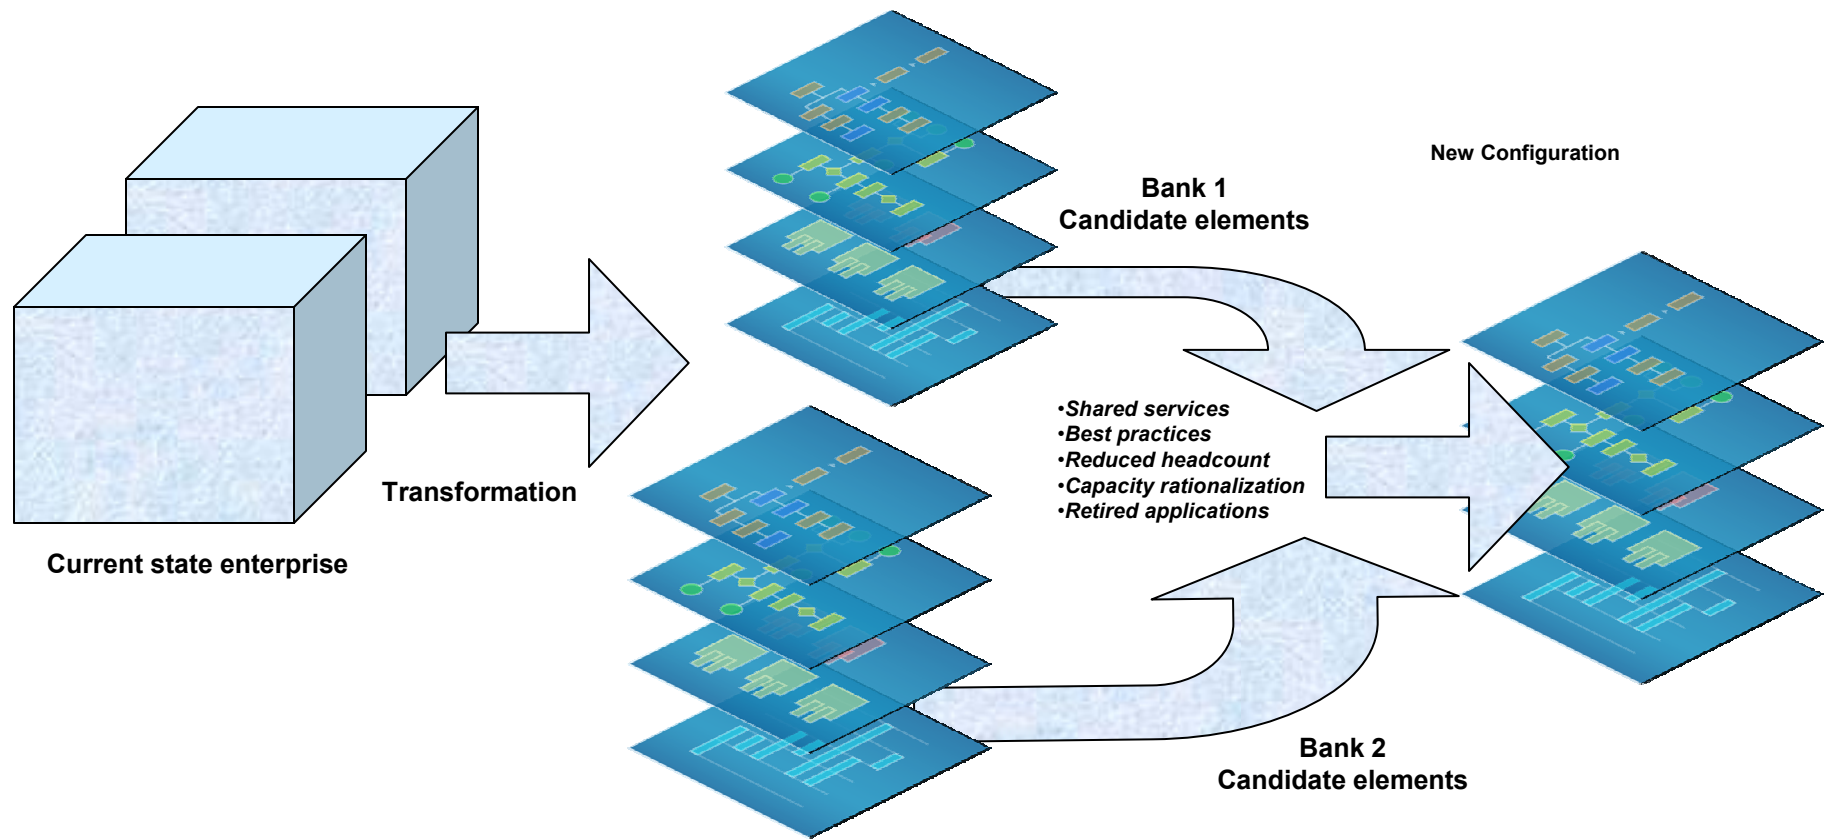 New Configuration
Bank 1
Candidate elements
•Shared services
•Best practices
•Reduced headcount
•Capacity rationalization
•Retired applications
Transformation
Current state enterprise
Bank 2
Candidate elements